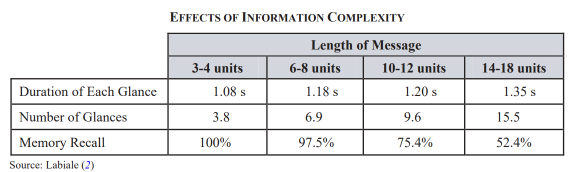 EFFECTS OF INFORMATION COMPLEXITY
Length of Message
3-4 units 6-8 units 10-12 units 14-18 units
Duration of Each Glance 1.08 s 1.18 s 1.20 s 1.35 s
Number of Glances 3.8 6.9 9.6 15.5
Memory Recall 100% 97.5% 75.4% 52.4%
Source: Labiale (2)